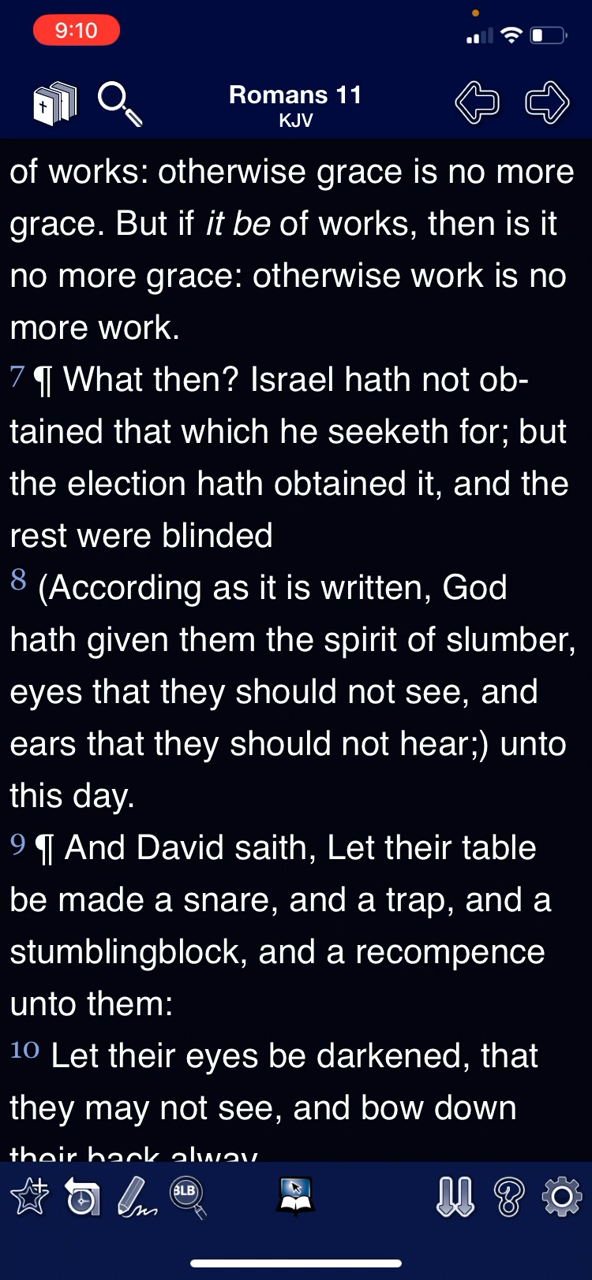 9:10
Romans 11
KJV
of works: otherwise grace is no more
grace. But if it be of works, then is it
no more grace: otherwise work is no
more work.
7 ¶ What then? Israel hath not ob-
tained that which he seeketh for; but
the election hath obtained it, and the
rest were blinded
8 (According as it is written, God
hath given them the spirit of slumber,
eyes that they should not see, and
ears that they should not hear;) unto
this day.
9 ¶ And David saith, Let their table
be made a snare, and a trap, and a
stumblingblock, and a recompence
unto them:
10 Let their eyes be darkened, that
they may not see, and bow down
their back alway.
BLB